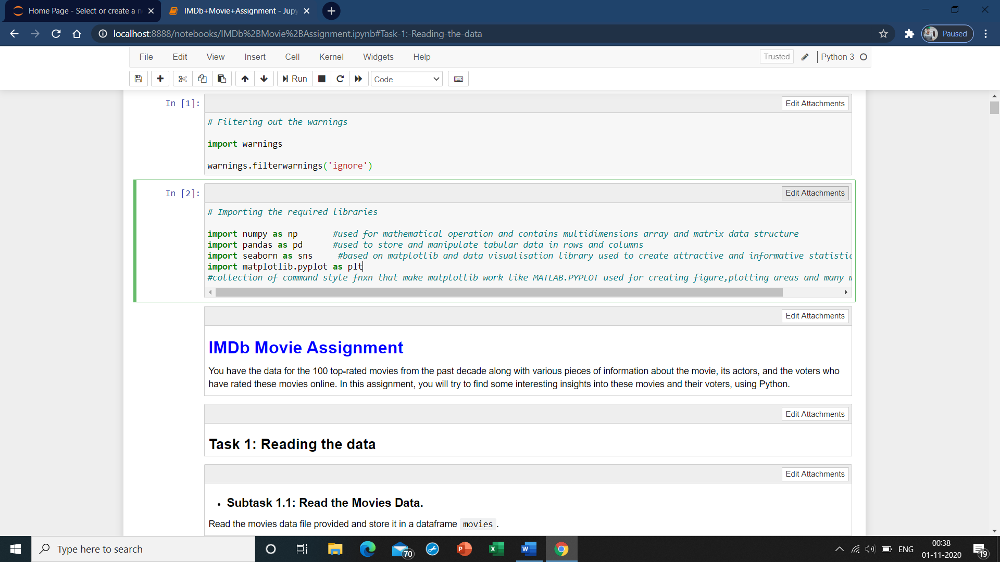 Home Page - Select or create a n
IMDb+Movie+Assignment - Jupy
localhost:8888/notebooks/IMDb%2BMovie%2BAssignment.ipynb#Task-1:-Reading-the-data
Paused
File Edit View Insert Cell Kernel Widgets Help
Trusted Python 3
Run Code
In [1]:
Edit Attachments
# Filtering out the warnings
import warnings
warnings.filterwarnings('ignore')
In [2]:
Edit Attachments
# Importing the required libraries
import numpy as np #used for mathematical operation and contains multidimensions array and matrix data structure
import pandas as pd #used to store and manipulate tabular data in rows and columns
import seaborn as sns #based on matplotlib and data visualisation library used to create attractive and informative statistic
import matplotlib.pyplot as plt
#collection of command style fnxn that make matplotlib work like MATLAB.PYPLOT used for creating figure,plotting areas and many
Edit Attachments
IMDb Movie Assignment
You have the data for the 100 top-rated movies from the past decade along with various pieces of information about the movie, its actors, and the voters who
have rated these movies online. In this assignment, you will try to find some interesting insights into these movies and their voters, using Python.
Edit Attachments
Task 1: Reading the data
Edit Attachments
• Subtask 1.1: Read the Movies Data.
Read the movies data file provided and store it in a dataframe movies .
Type here to search
70
ENG
00:38
01-11-2020
19